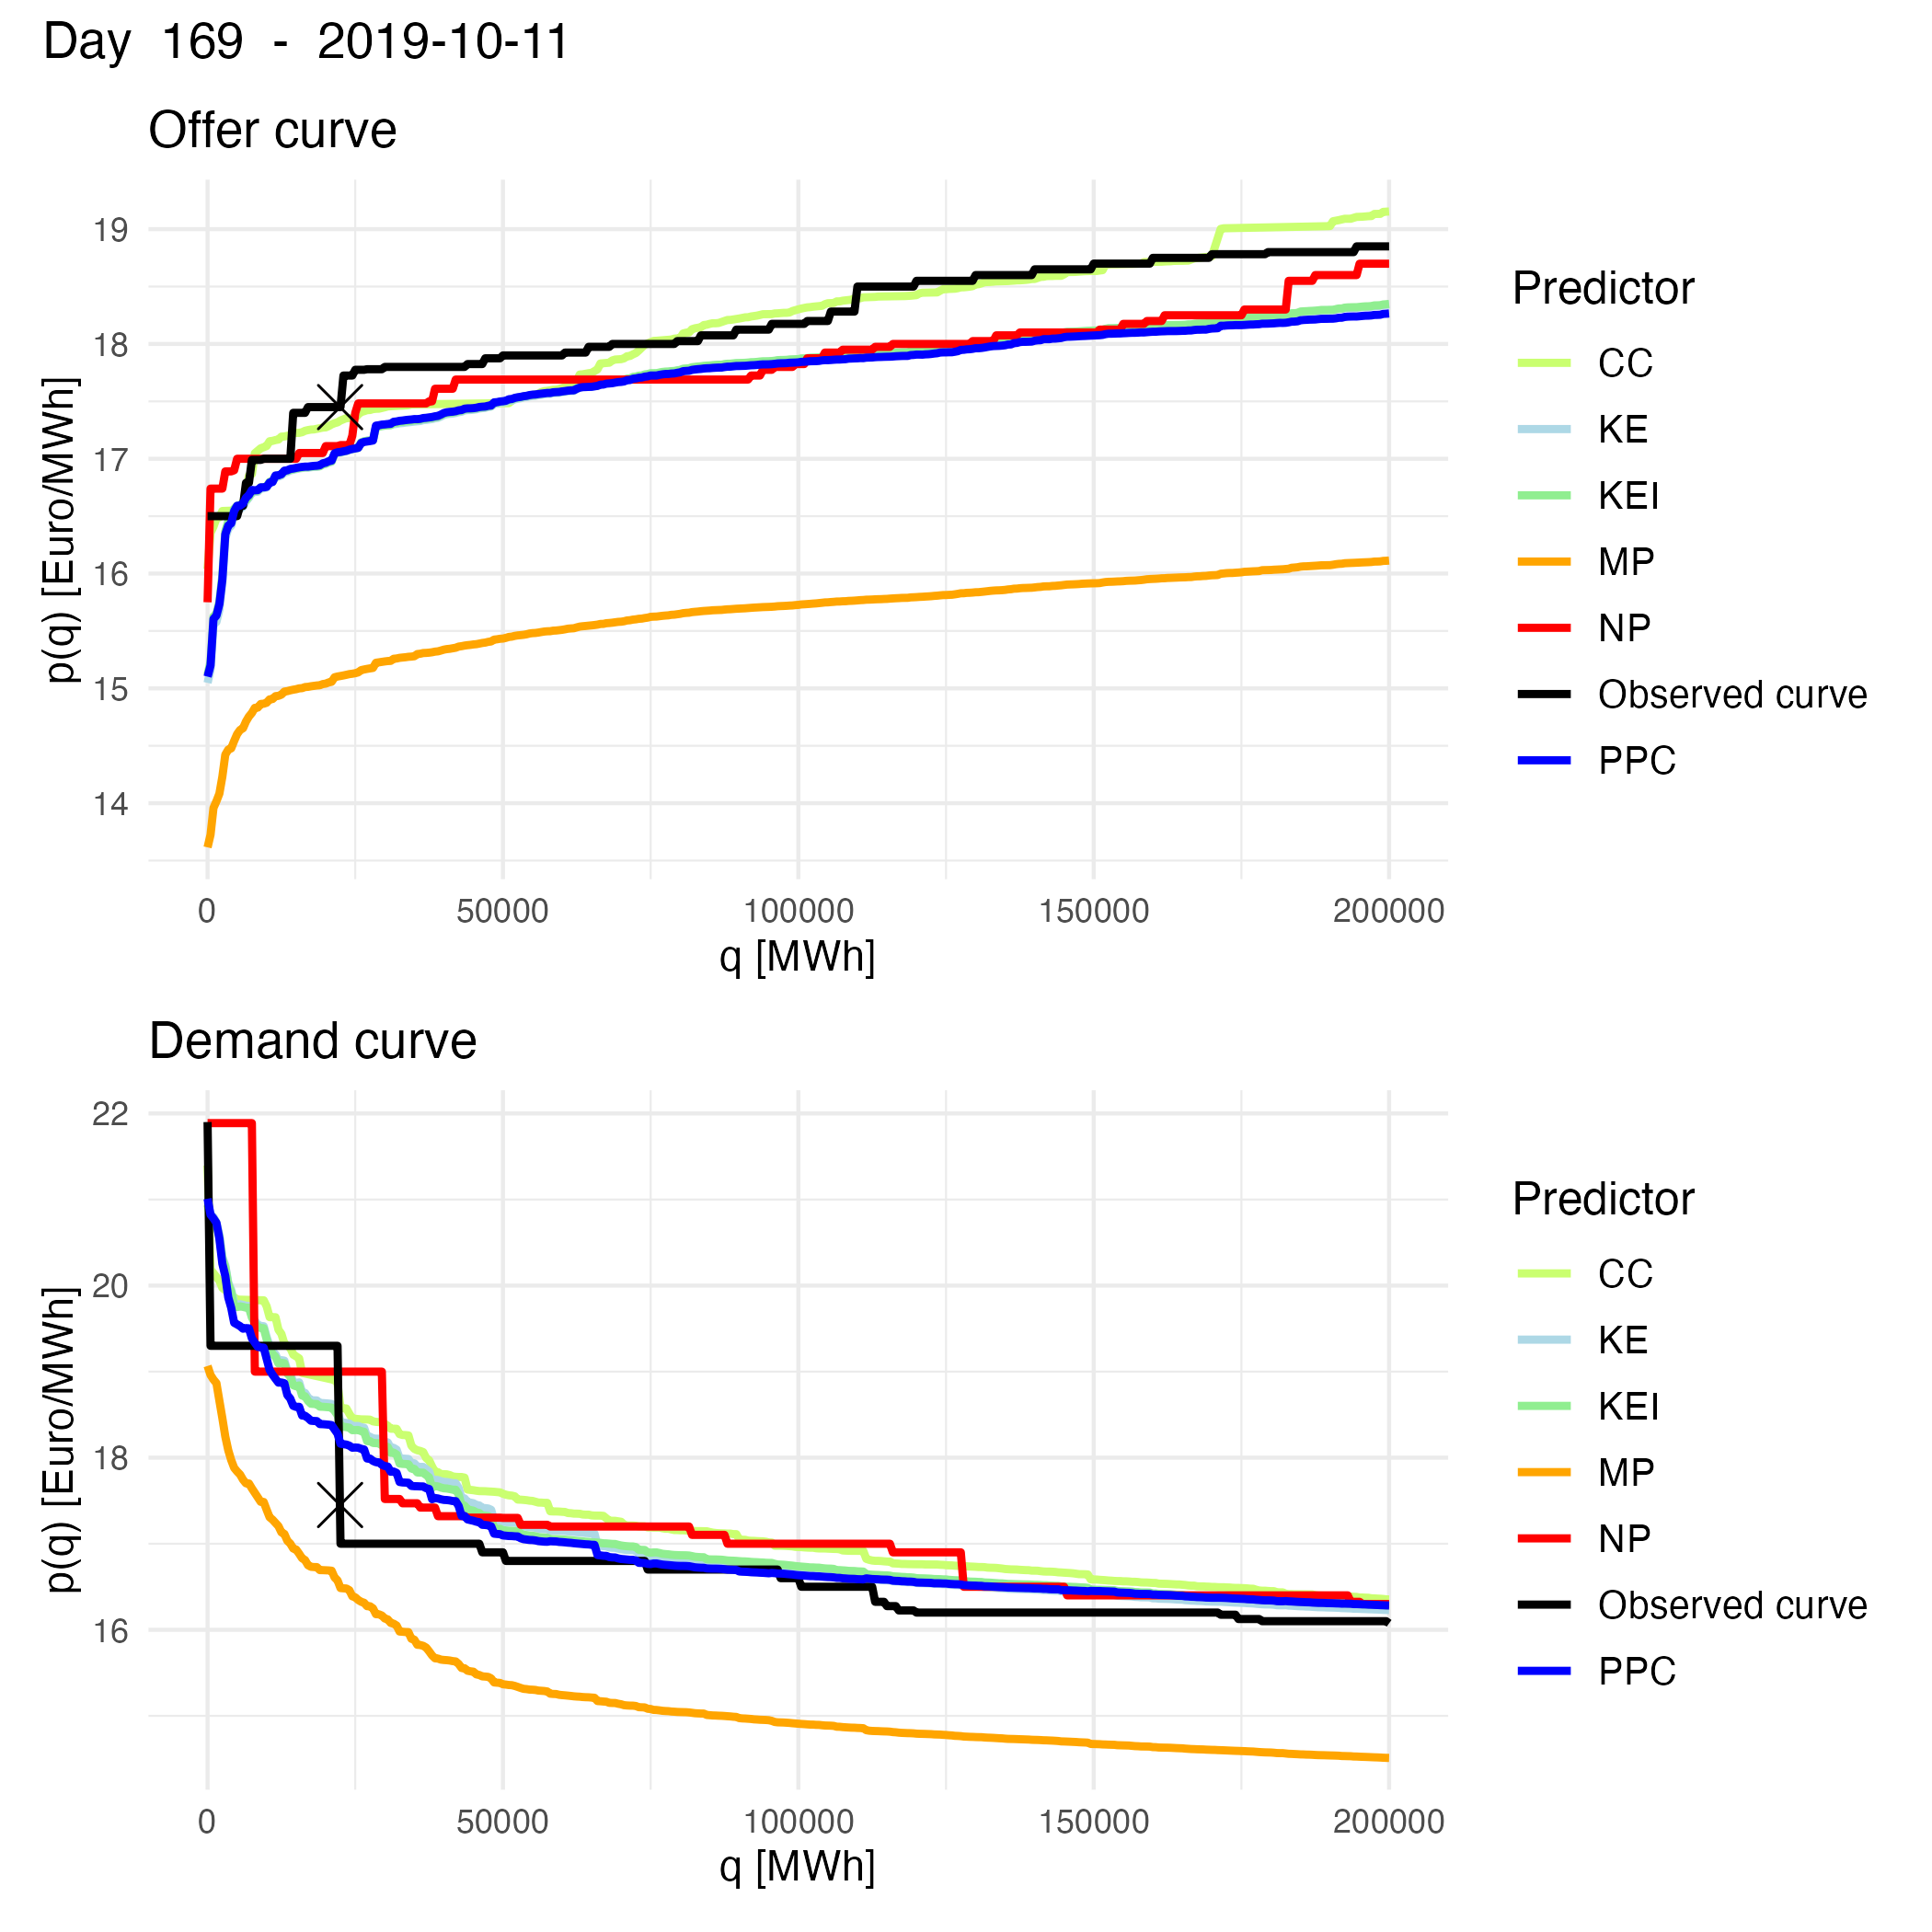 Day 169 - 2019-10-11
Offer curve
p(q) [Euro/MWh]
19
18
17
16
15
14
0 50000 100000 150000 200000
q [MWh]
Predictor
CC
KE
KEI
MP
NP
Observed curve
PPC
Demand curve
p(q) [Euro/MWh]
22
20
18
16
0 50000 100000 150000 200000
q [MWh]
Predictor
CC
KE
KEI
MP
NP
Observed curve
PPC